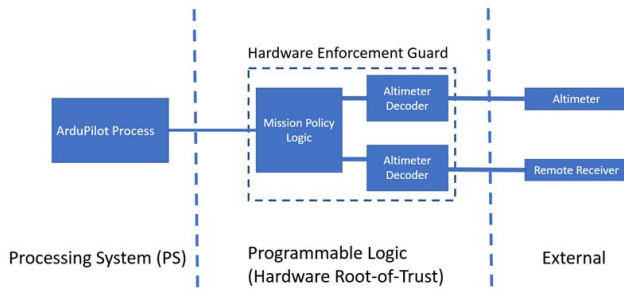 Hardware Enforcement Guard
ArduPilot Process
Mission Policy
Logic
Altimeter
Decoder
Altimeter
Altimeter
Decoder
Remote Receiver
Processing System (PS)
Programmable Logic
(Hardware Root-of-Trust)
External